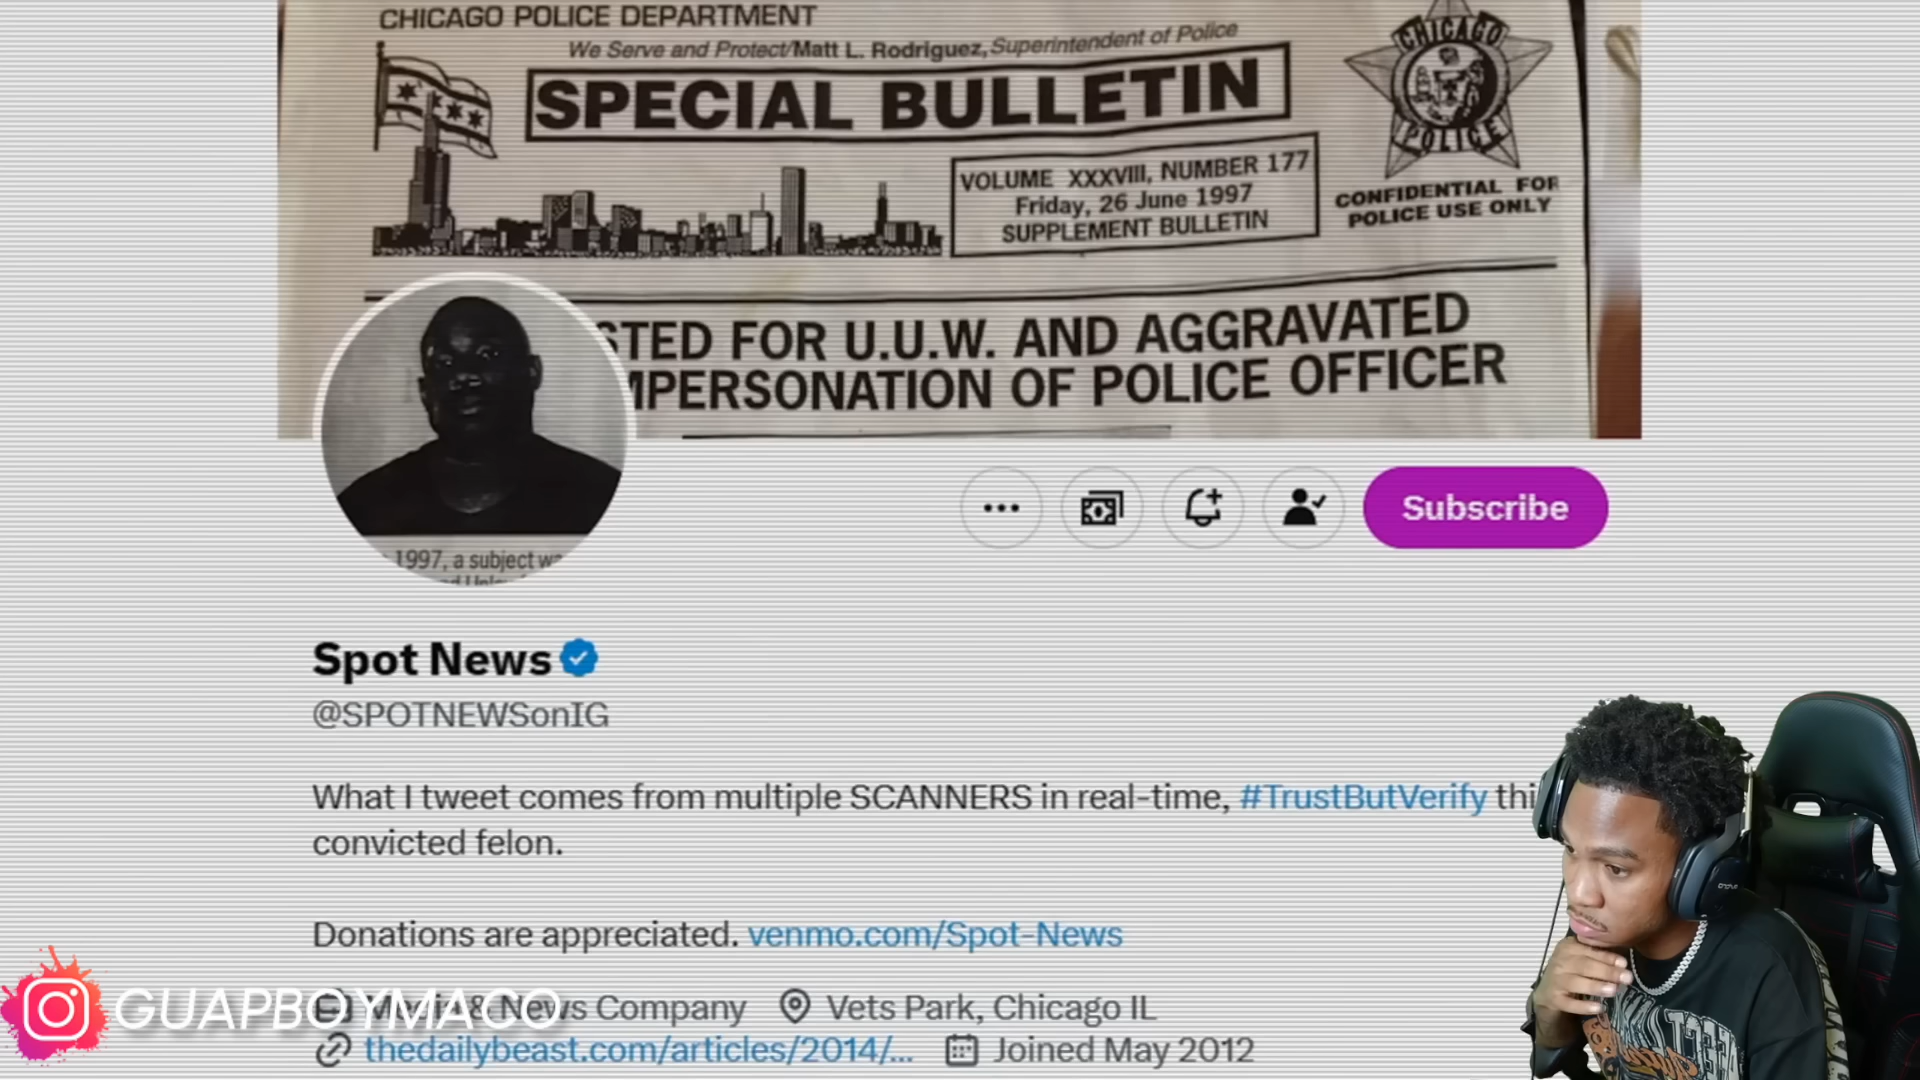 CHICAGO POLICE DEPARTMENT
We Serve and Protect/Matt L. Rodriguez, Superintendent of Police
SPECIAL BULLETIN
VOLUME XXXVIII, NUMBER 177
Friday, 26 June 1997
SUPPLEMENT BULLETIN
CHICAGO
POLICE
CONFIDENTIAL FOR
POLICE USE ONLY
STED FOR U.U.W. AND AGGRAVATED
MPERSONATION OF POLICE OFFICER
1997, a subject
Subscribe
Spot News
@SPOTNEWSonIG
What I tweet comes from multiple SCANNERS in real-time, #TrustButVerify thi
convicted felon.
Donations are appreciated. venmo.com/Spot-News
Media & News Company Vets Park, Chicago IL
GUAPBOYMACO
thedailybeast.com/articles/2014/... Joined May 2012